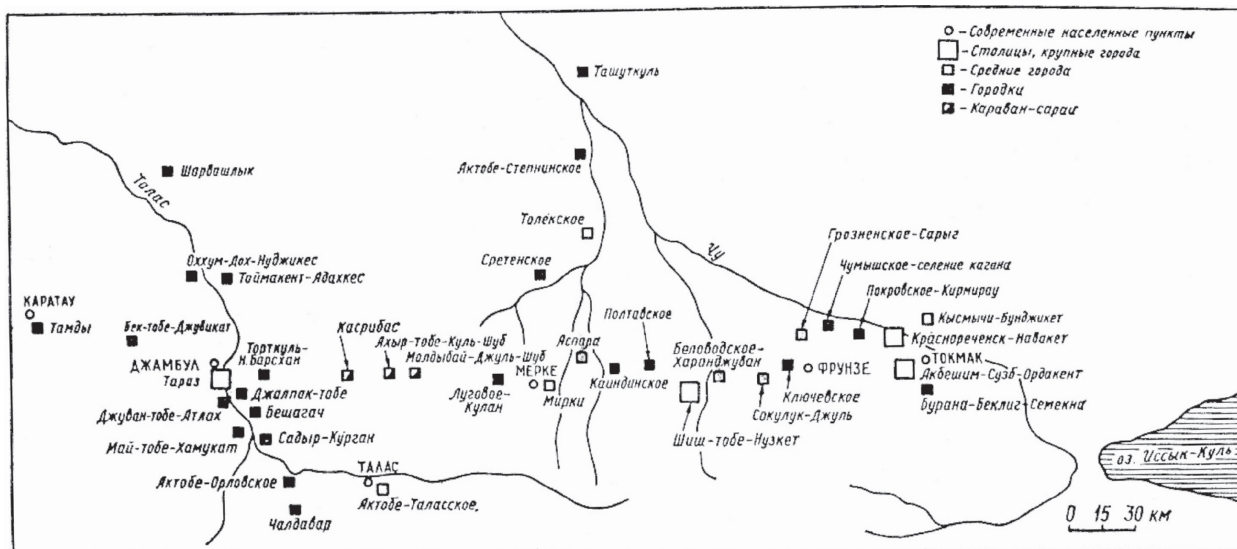 – Современные населенные пункты
– Столицы, крупные города
– Средние города
– Городки
– Караван-сараи
Ташуткуль
Актобе-Степнинское
Шарвашлык
Талас
Толёкское
Чу
Грозненское-Сарыг
Чумышское-селение кагана
Покровское-Кирмирау
Оххум-Дох-Нуджикес
Таймакент-Адахкес
Сретенское
КАРАТАУ
Тамды
Бек-тобе-Джувикат
Касрибас
Ахыр-тобе-Куль-Шуб
Молдыбай-Джуль-Шуб
Полтавское
Аспара
Кысмычи-Бунджикет
Краснореченск-Навакет
ДЖАМБУЛ
Тараз
Торткуль-
Н.Барсхан
МЕРКЕ
Мирки
Беловодское-
Харанджуван
ФРУНЗЕ
ТОКМАК
Акбешим-Суяб-Ордакент
Джалпак-тобе
Луговое-
Кулан
Каиндинское
Ключевское
Сокулук-Джуль
Бурана-Беклиг-Семекна
Джуван-тобе-Атлах
Бешагач
Шиш-тобе-Нузкет
Май-тобе-Хамукат
Садыр-Курган
оз. Иссык-Куль
ТАЛАС
Актобе-Орловское
Актобе-Таласское
Чалдавар
0 15 30 км